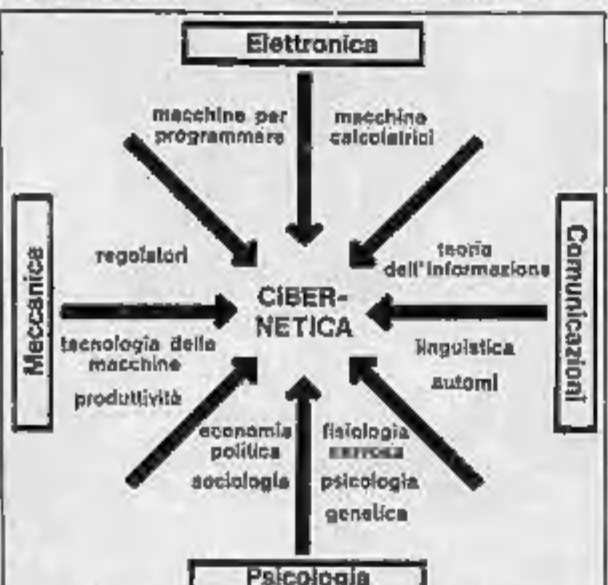 Elettronica
macchine per
programmare
macchine
calcolatrici
Meccanica
regolatori
teoria
dell'informazione
Comunicazioni
CIBER-
NETICA
tecnologia delle
macchine
produttività
linguistica
automi
economia
politica
sociologia
fisiologia
nervosa
psicologia
genetica
Psicologia